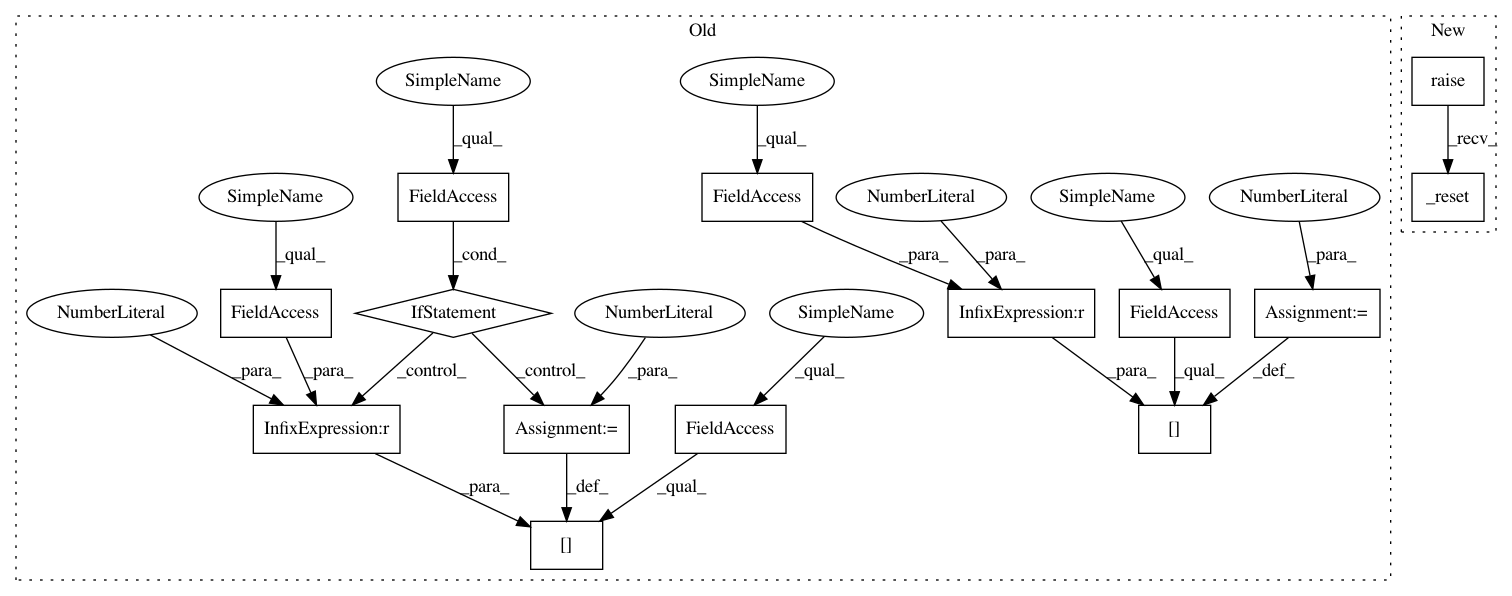 Old
New
SimpleName
SimpleName
raise
_qual_
_qual_
_recv_
SimpleName
FieldAccess
FieldAccess
NumberLiteral
SimpleName
NumberLiteral
_reset
_qual_
_cond_
_para_
_para_
_qual_
_para_
NumberLiteral
FieldAccess
IfStatement
NumberLiteral
SimpleName
InfixExpression:r
FieldAccess
Assignment:=
_para_
_para_
_control_
_control_
_para_
_qual_
_para_
_qual_
_def_
InfixExpression:r
Assignment:=
FieldAccess
[]
_para_
_def_
_qual_
[]